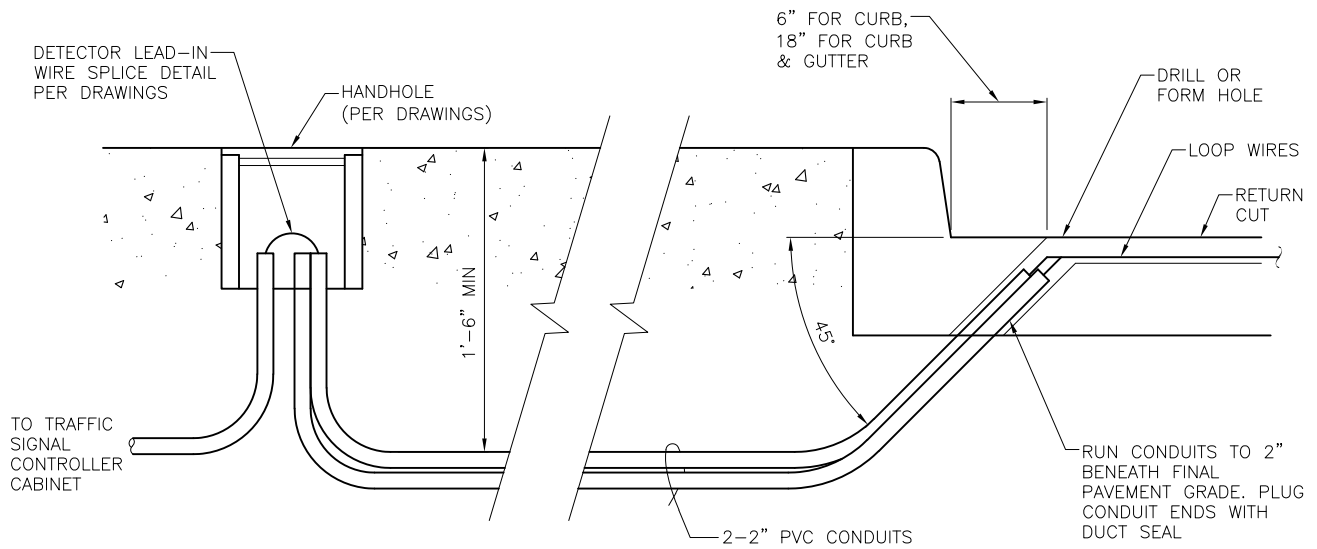 6” FOR CURB,
18” FOR CURB
& GUTTER
DETECTOR LEAD–IN
WIRE SPLICE DETAIL
PER DRAWINGS
HANDHOLE
(PER DRAWINGS)
DRILL OR
FORM HOLE
LOOP WIRES
RETURN
CUT
1’–6” MIN
45°
TO TRAFFIC
SIGNAL
CONTROLLER
CABINET
RUN CONDUITS TO 2”
BENEATH FINAL
PAVEMENT GRADE. PLUG
CONDUIT ENDS WITH
DUCT SEAL
2–2” PVC CONDUITS